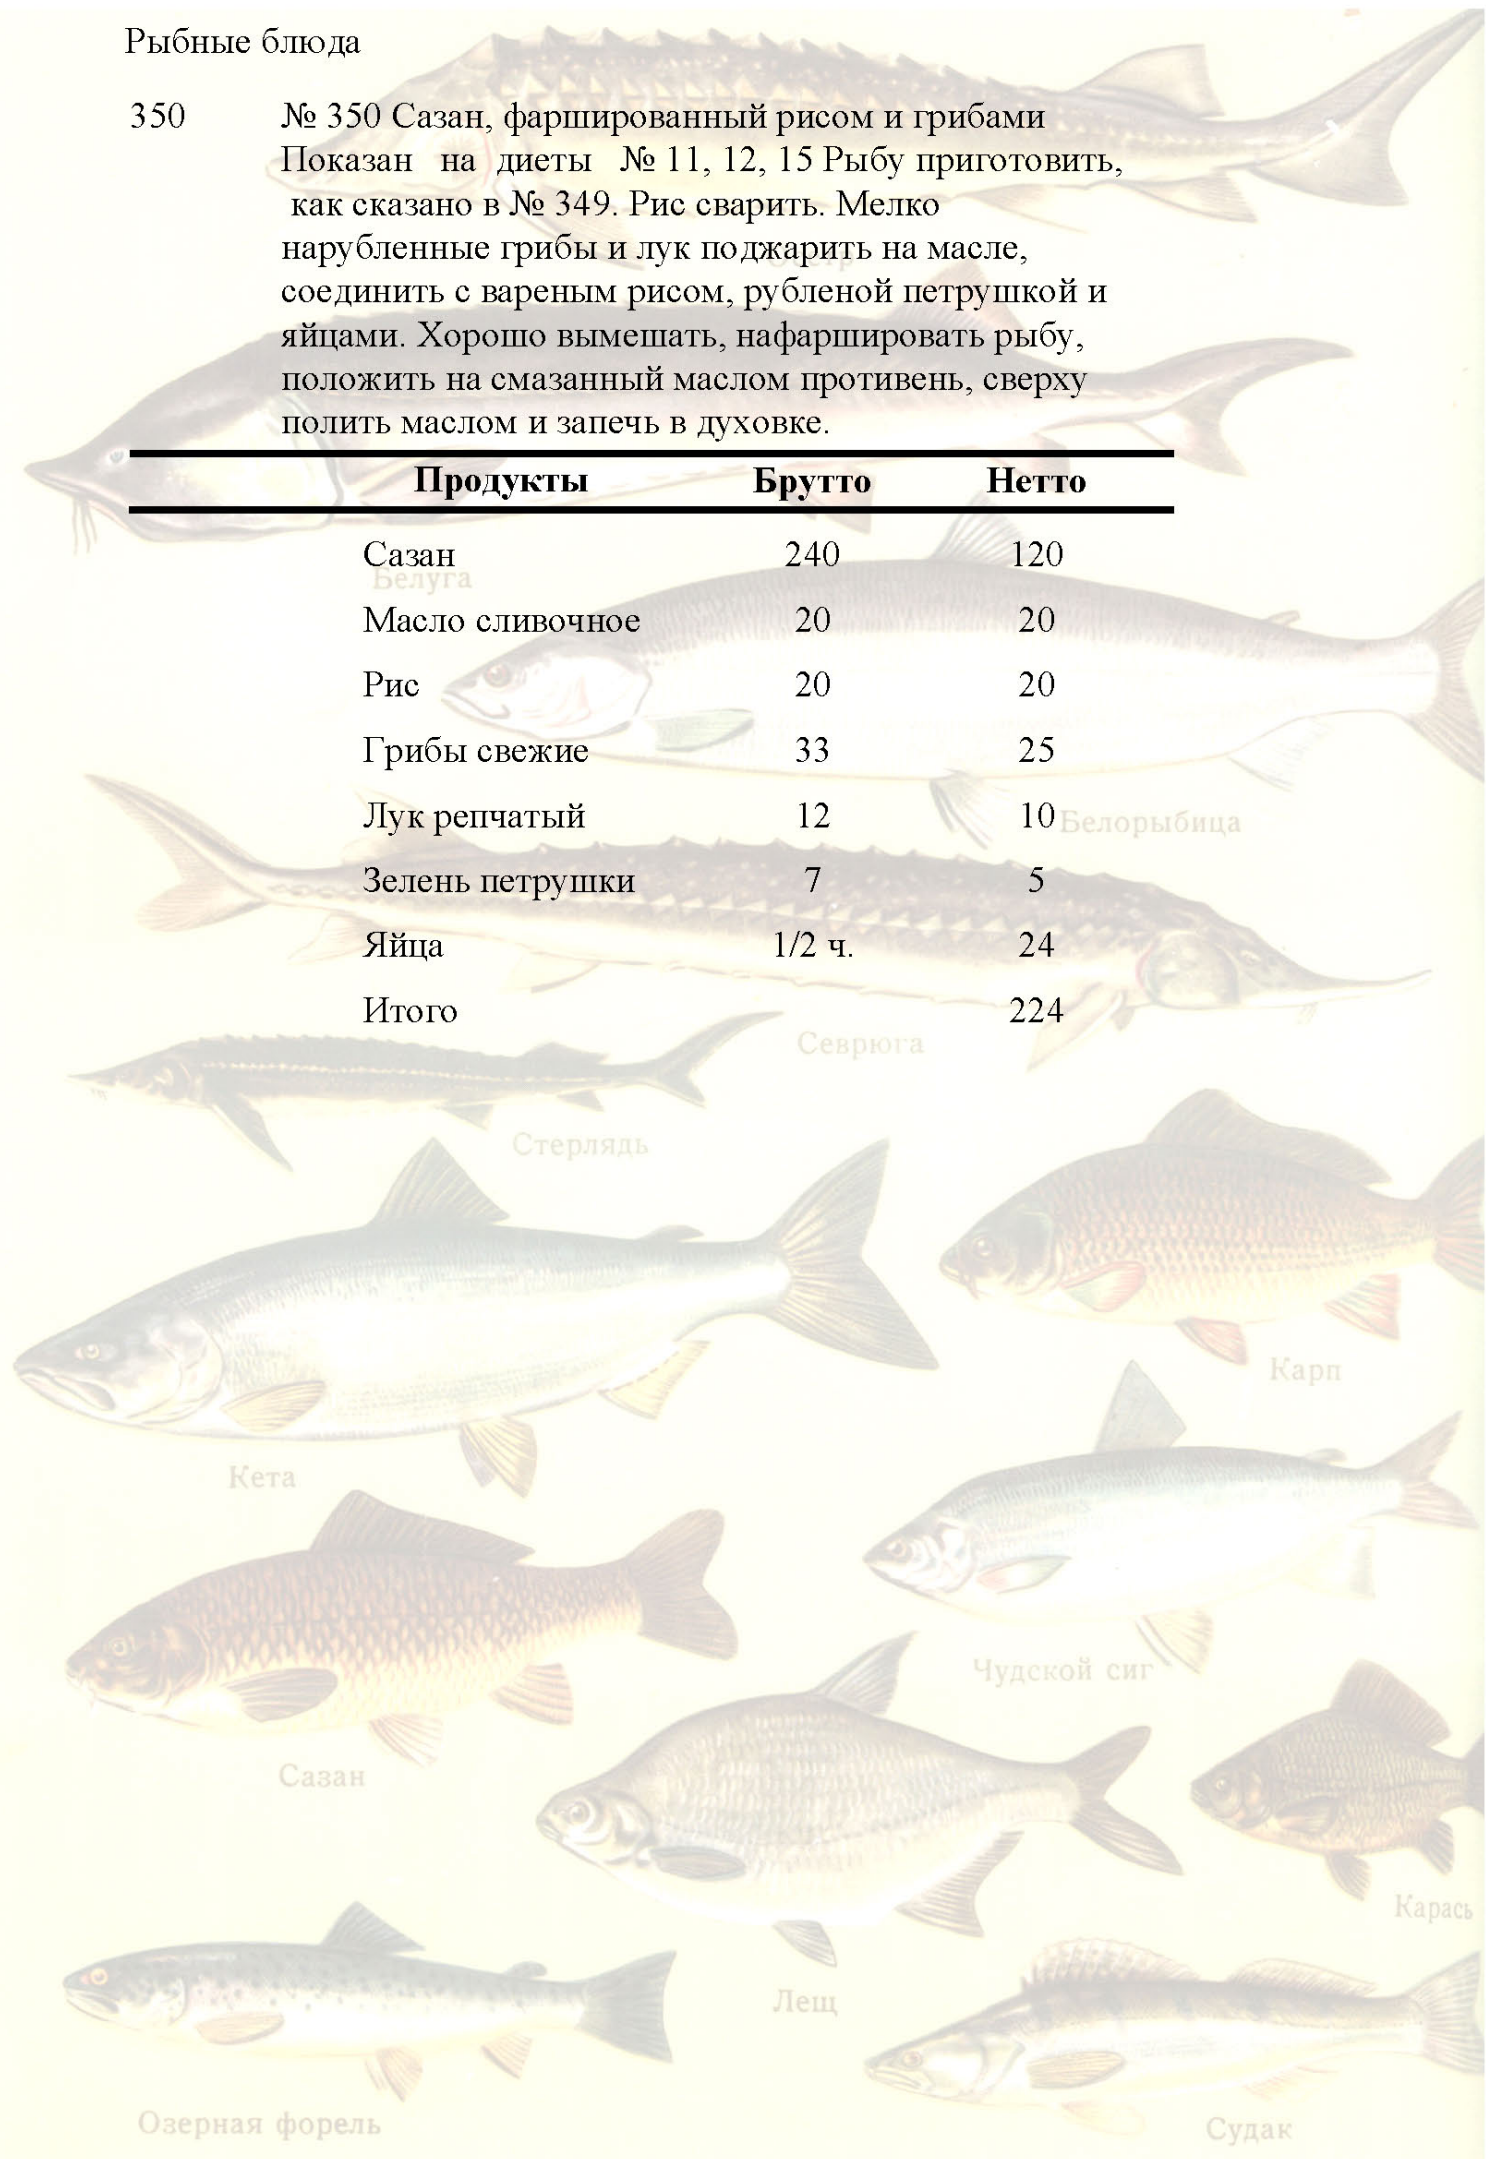 Рыбные блюда
350 № 350 Сазан, фаршированный рисом и грибами
Показан на диеты № 11, 12, 15 Рыбу приготовить,
как сказано в № 349. Рис сварить. Мелко
нарубленные грибы и лук поджарить на масле,
соединить с вареным рисом, рубленой петрушкой и
яйцами. Хорошо вымешать, нафаршировать рыбу,
положить на смазанный маслом противень, сверху
полить маслом и запечь в духовке.
Продукты Брутто Нетто
Сазан 240 120
Белуга
Масло сливочное 20 20
Рис 20 20
Грибы свежие 33 25
Лук репчатый 12 10
Белорыбица
Зелень петрушки 7 5
Яйца 1/2 ч. 24
Итого 224
Севрюга
Стерлядь
Карп
Кета
Чудской сиг
Сазан
Карась
Лещ
Озерная форель
Судак